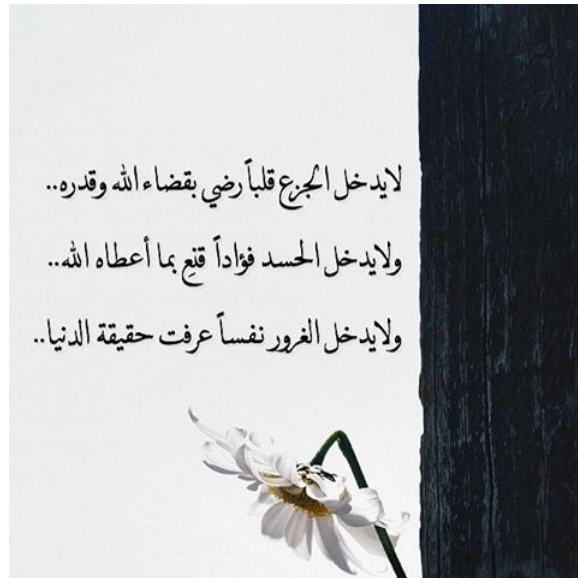 لايدخل الجزع قلباً رضي بقضاء الله وقدره..
ولايدخل الحسد فؤاداً قنعِ بما أعطاه الله..
ولايدخل الغرور نفساً عرفت حقيقة الدنيا..